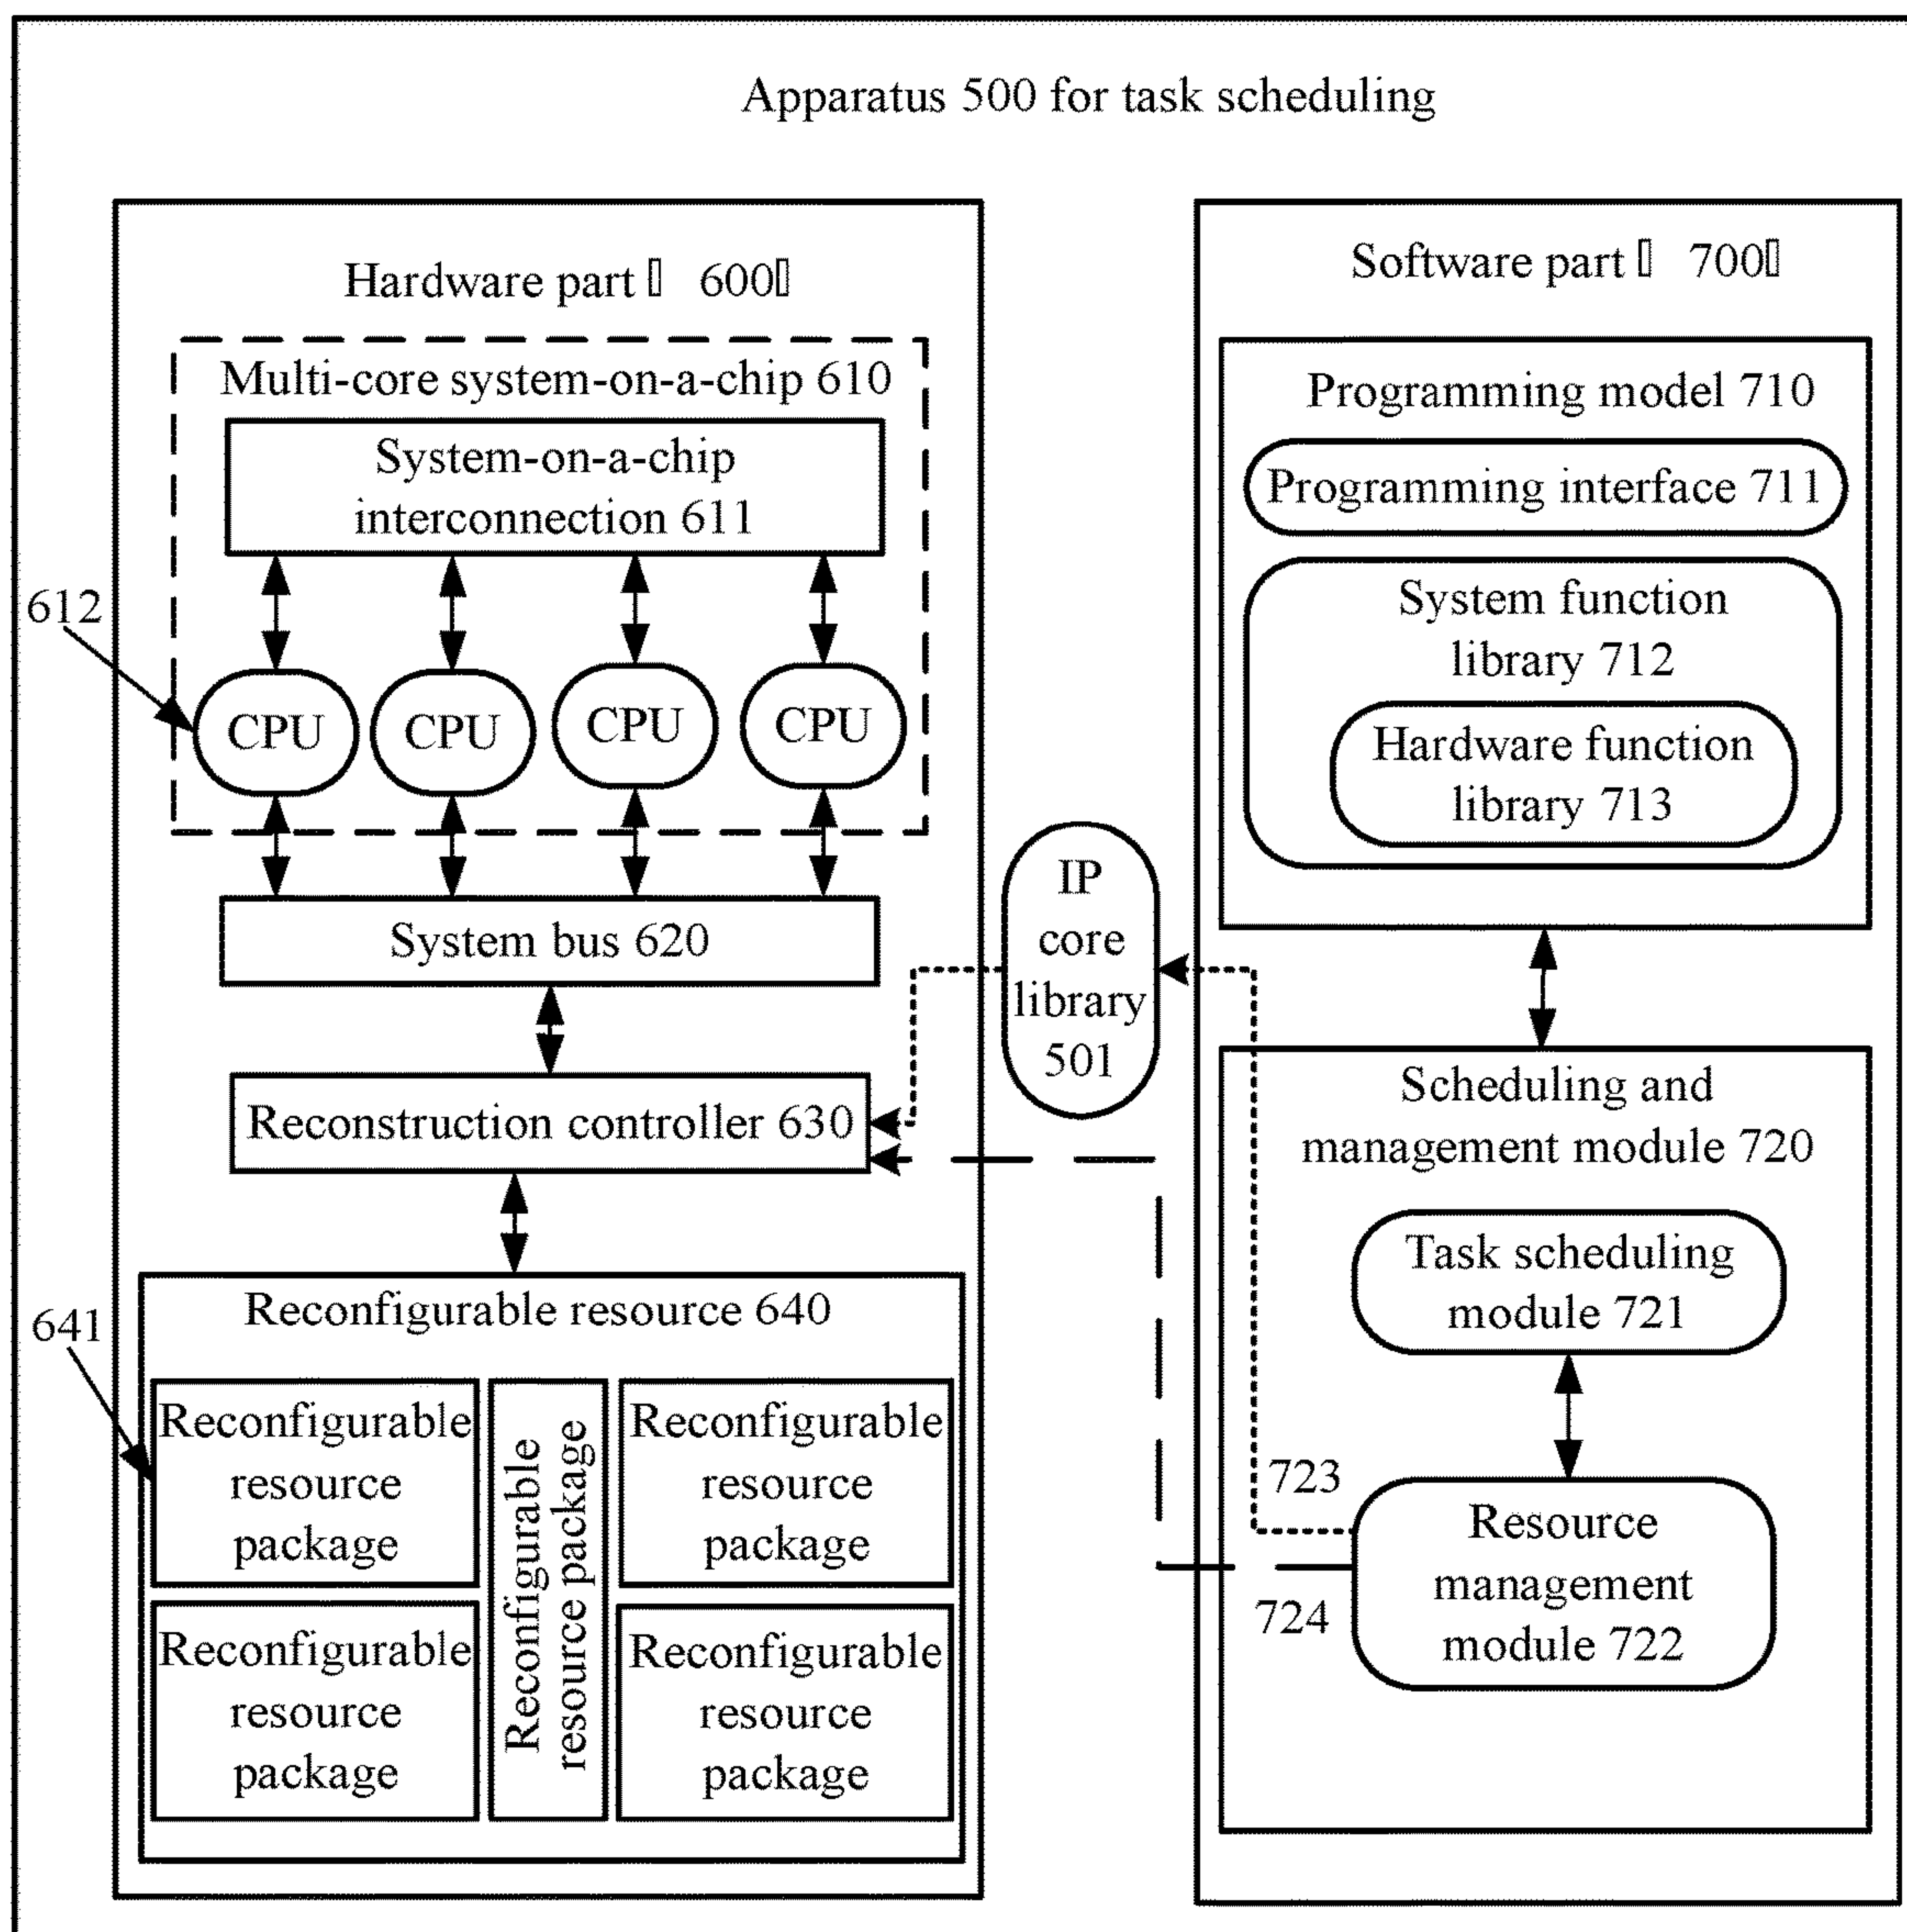 Apparatus 500 for task scheduling
Hardware part 600
Multi-core system-on-a-chip 610
System-on-a-chip
interconnection 611
612
CPU
CPU
CPU
CPU
System bus 620
Reconstruction controller 630
Reconfigurable resource 640
641
Reconfigurable
resource
package
Reconfigurable
resource package
Reconfigurable
resource
package
Reconfigurable
resource
package
Reconfigurable
resource
package
IP
core
library
501
Software part 700
Programming model 710
Programming interface 711
System function
library 712
Hardware function
library 713
Scheduling and
management module 720
Task scheduling
module 721
723
724
Resource
management
module 722